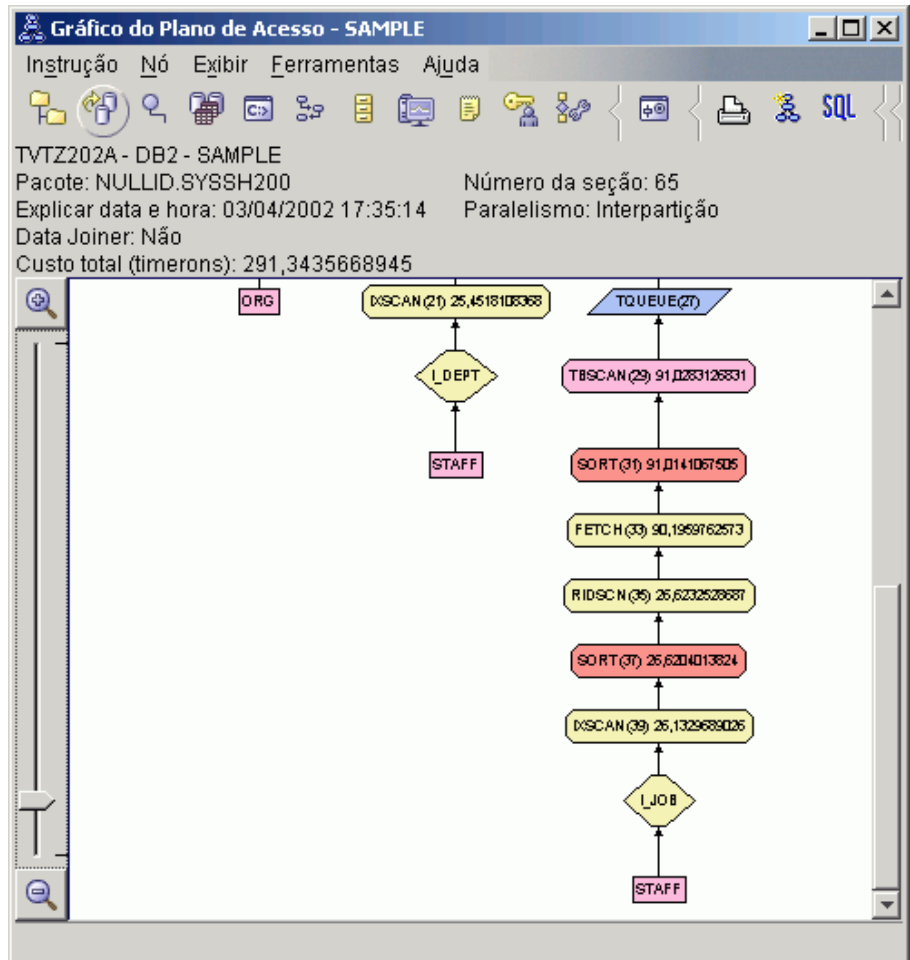 Gráfico do Plano de Acesso - SAMPLE
Instrução Nó Exibir Ferramentas Ajuda
SQL
TVTZ202A - DB2 - SAMPLE
Pacote: NULLID.SYSSH200 Número da seção: 65
Explicar data e hora: 03/04/2002 17:35:14 Paralelismo: Interpartição
Data Joiner: Não
Custo total (timerons): 291,3435668945
ORG IXSCAN(21) 25,4518108368 TQUEUE(27)
I_DEPT TBSCAN(29) 91,0283126831
STAFF SORT(31) 91,0141067505
FETCH(33) 90,1959762573
RIDSCN(35) 26,6232528687
SORT(37) 26,6204013824
IXSCAN(39) 26,1329689026
I_JOB
STAFF